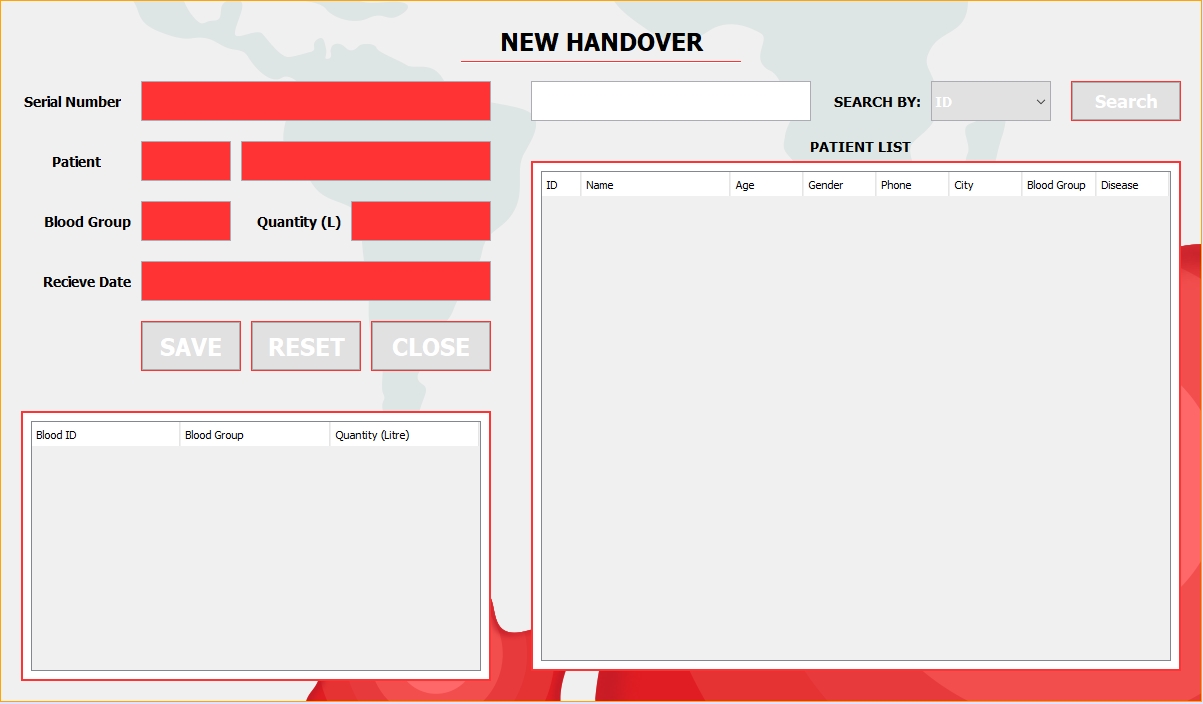 NEW HANDOVER
Serial Number
SEARCH BY: ID Search
Patient
PATIENT LIST
ID Name Age Gender Phone City Blood Group Disease
Blood Group Quantity (L)
Recieve Date
SAVE RESET CLOSE
Blood ID Blood Group Quantity (Litre)